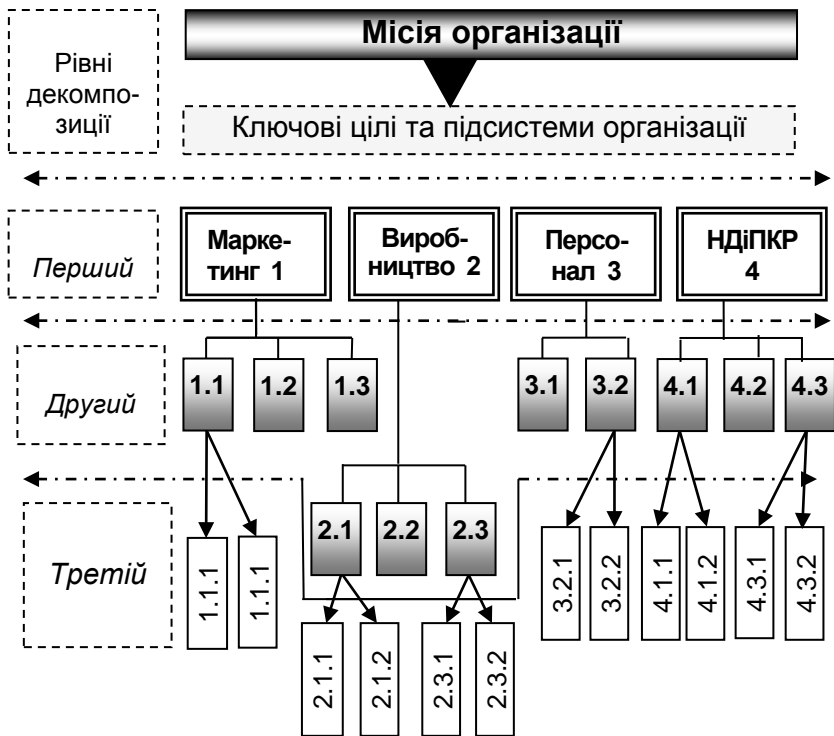 Місія організації
Рівні
декомпо-
зиції
Ключові цілі та підсистеми організації
Перший
Марке-
тинг 1
Вироб-
ництво 2
Персо-
нал 3
НДіПКР
4
Другий
1.1
1.2
1.3
3.1
3.2
4.1
4.2
4.3
2.1
2.2
2.3
Третій
1.1.1
1.1.1
2.1.1
2.1.2
2.3.1
2.3.2
3.2.1
3.2.2
4.1.1
4.1.2
4.3.1
4.3.2